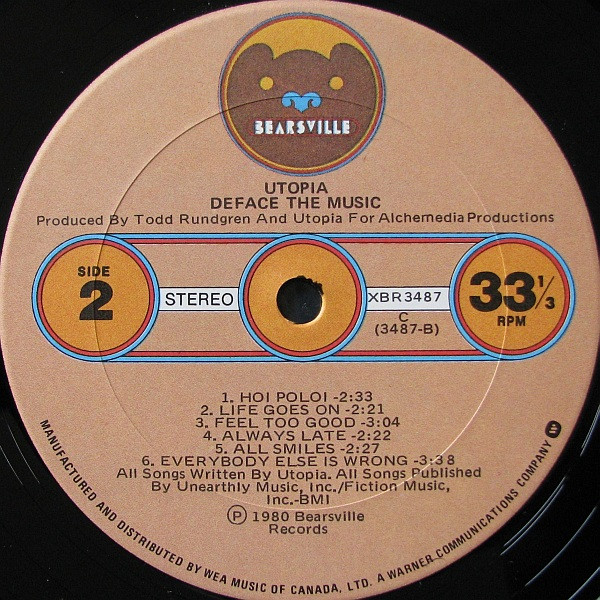 BEARSVILLE
UTOPIA
DEFACE THE MUSIC
Produced By Todd Rundgren And Utopia For Alchemedia Productions
SIDE
2
STEREO
XBR 3487
C
(3487-B)
33 1/3
RPM
1. HOI POLOI -2:33
2. LIFE GOES ON -2:21
3. FEEL TOO GOOD -3:04
4. ALWAYS LATE -2:22
5. ALL SMILES -2:27
6. EVERYBODY ELSE IS WRONG -3:38
All Songs Written By Utopia. All Songs Published
By Unearthly Music, Inc./Fiction Music,
Inc.-BMI
Ⓟ 1980 Bearsville
Records
MANUFACTURED AND DISTRIBUTED BY WEA MUSIC OF CANADA, LTD. A WARNER COMMUNICATIONS COMPANY